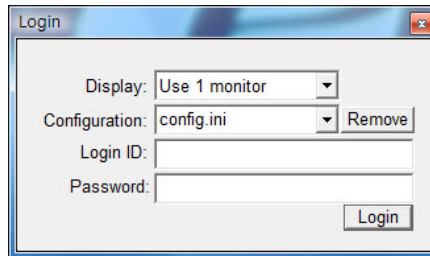 Login
Display: Use 1 monitor
Configuration: config.ini Remove
Login ID:
Password:
Login